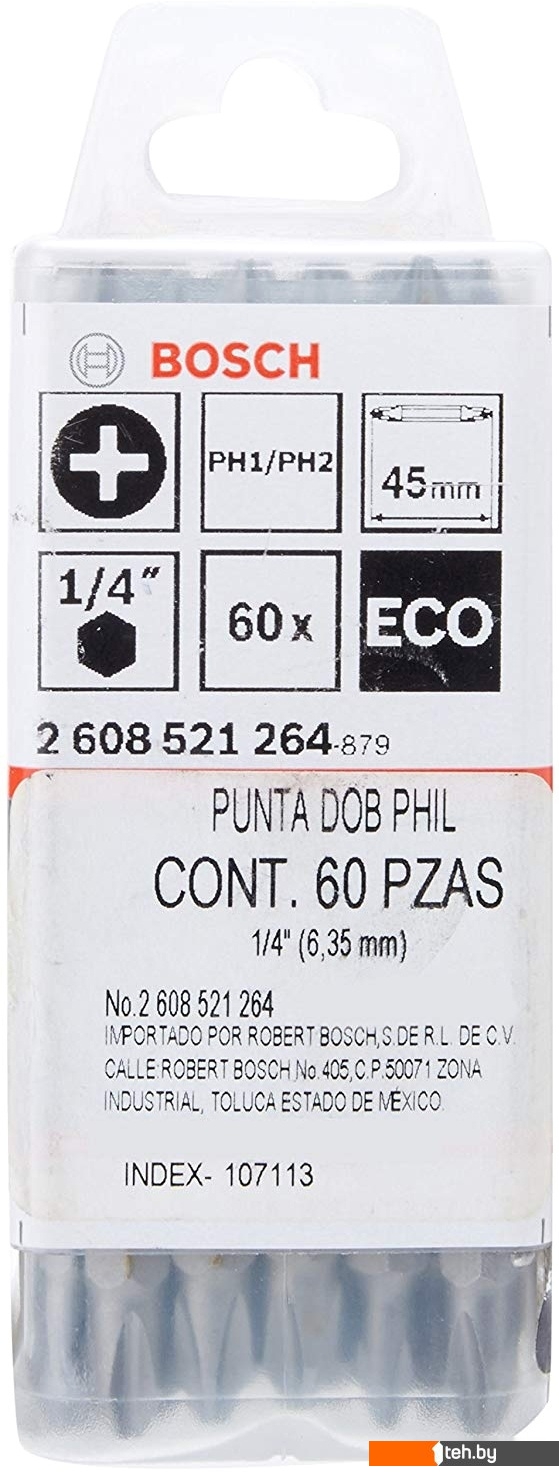 BOSCH
PH1/PH2
45mm
1/4"
60x
ECO
2 608 521 264-879
PUNTA DOB PHIL
CONT. 60 PZAS
1/4" (6,35 mm)
No.2 608 521 264
IMPORTADO POR ROBERT BOSCH,S.DE R.L. DE C.V.
CALLE:ROBERT BOSCH No.405,C.P.50071 ZONA
INDUSTRIAL, TOLUCA ESTADO DE MÉXICO.
INDEX- 107113
1teh.by